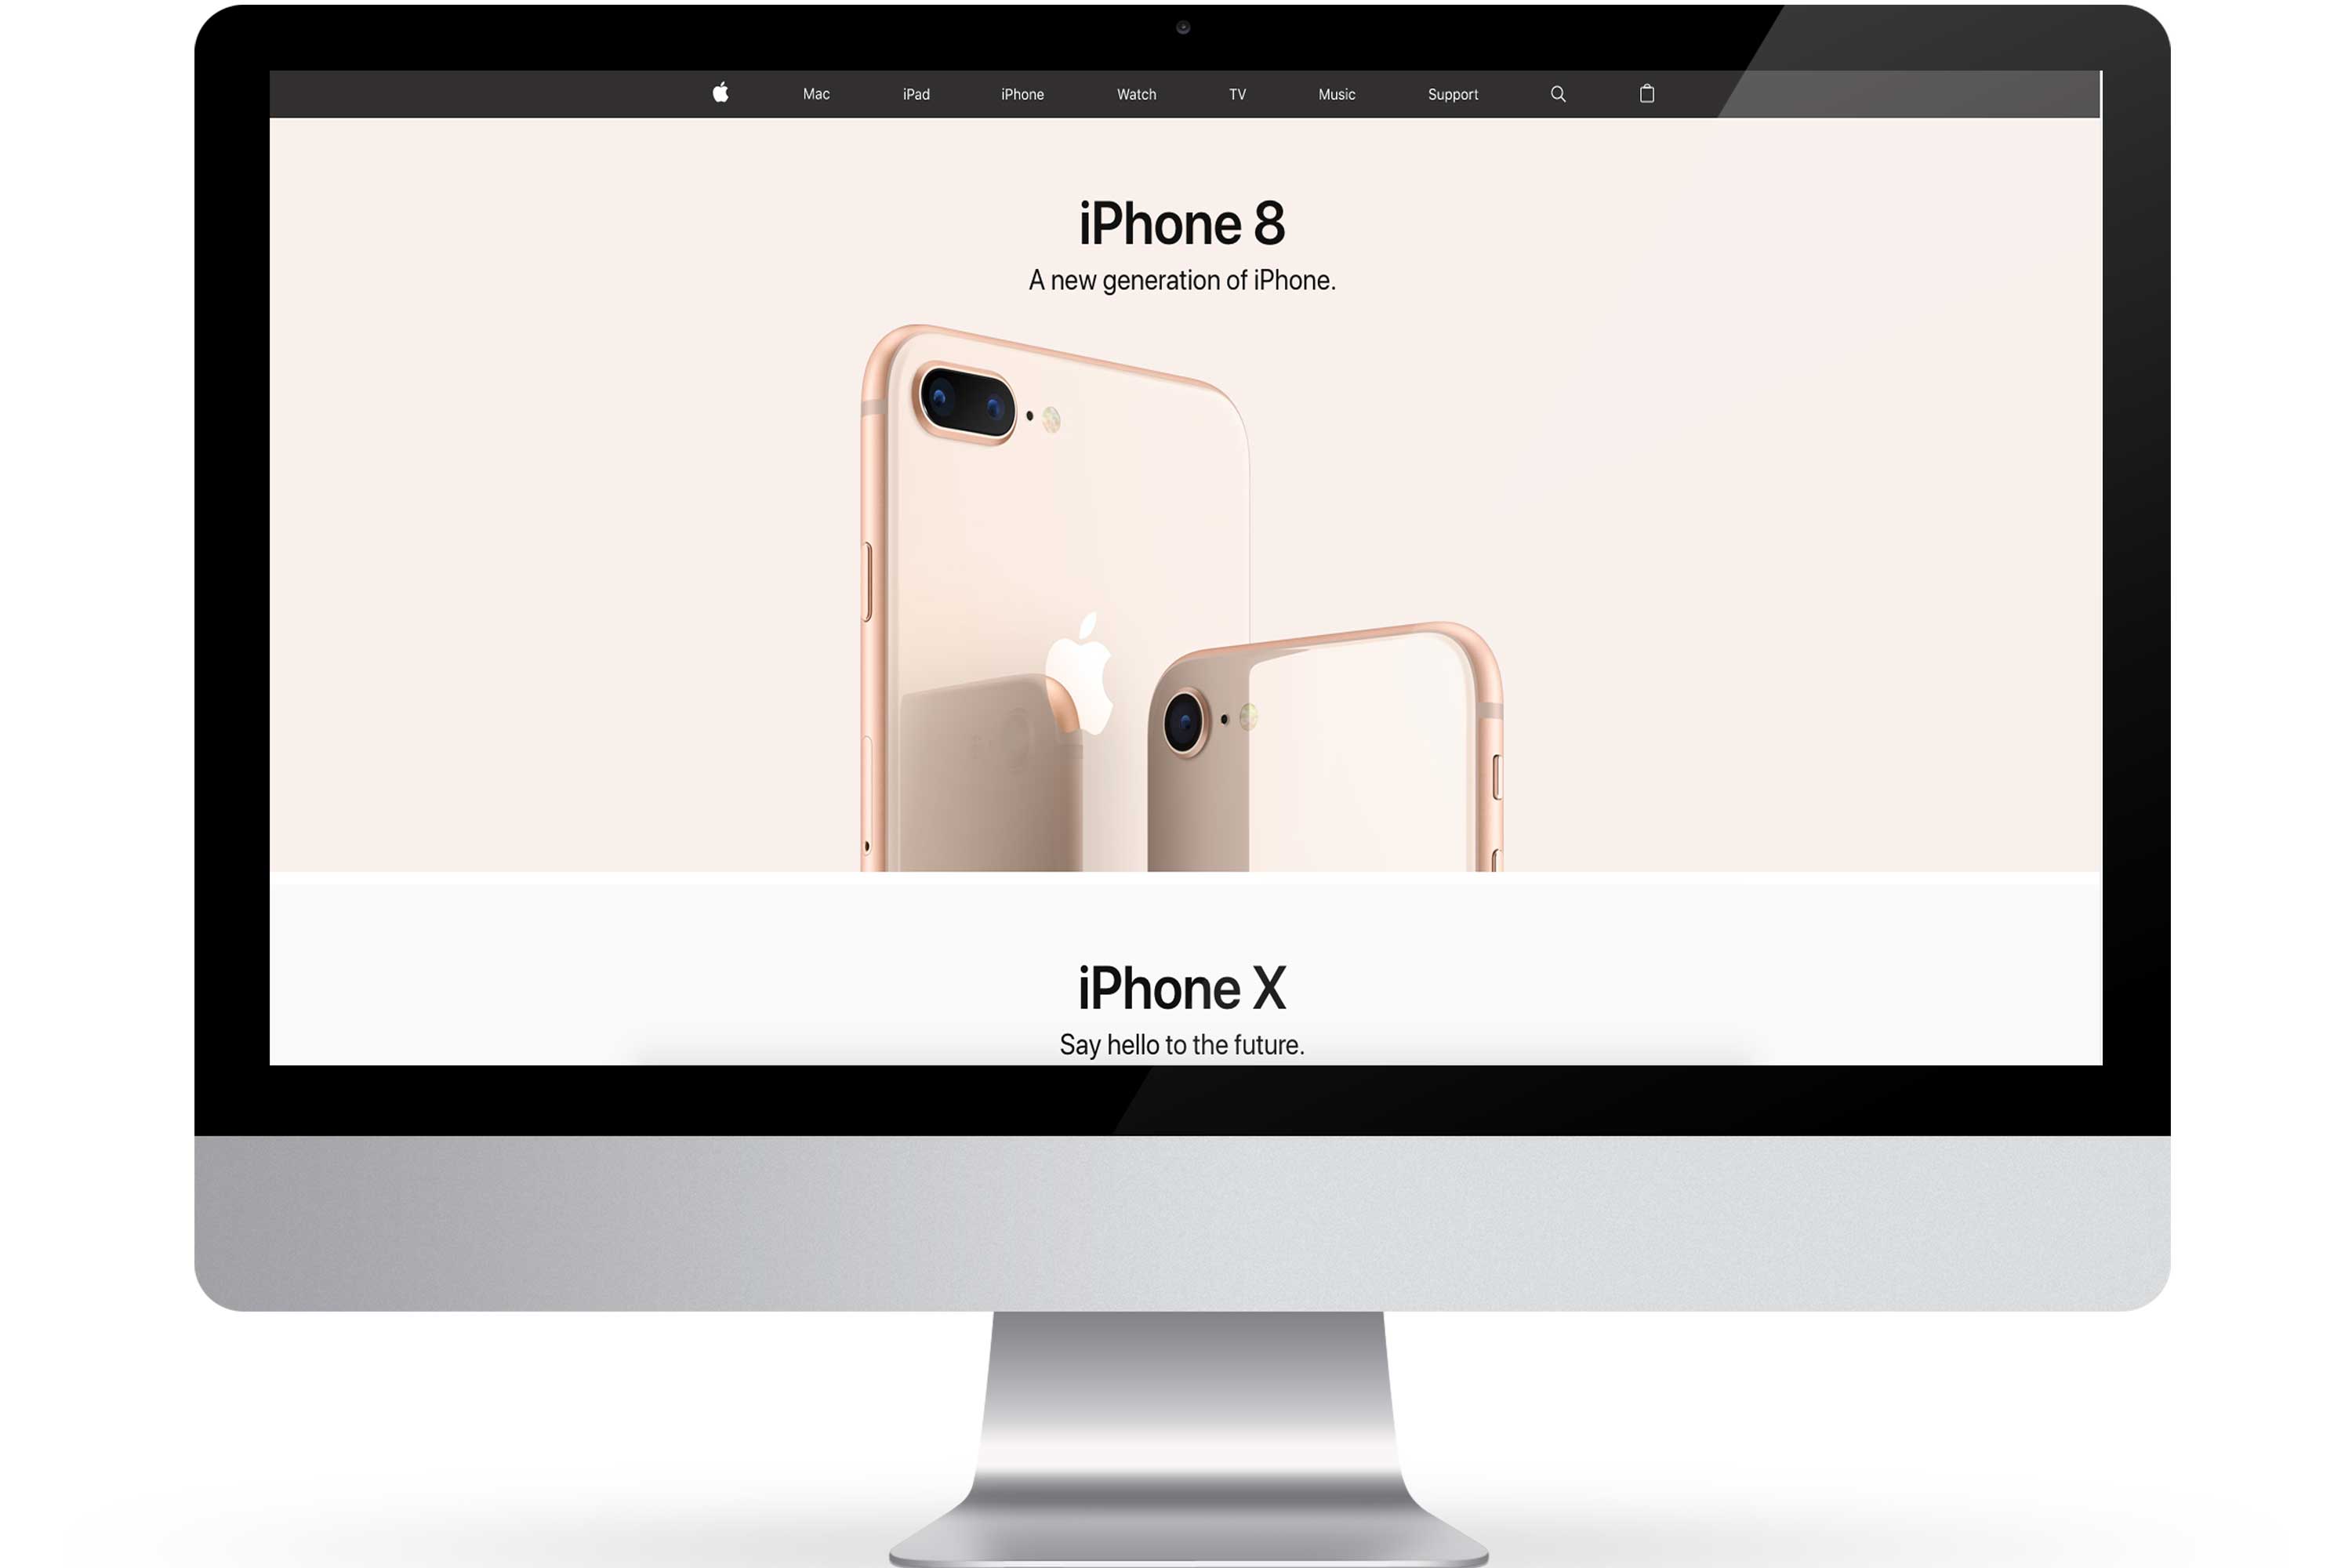 Mac iPad iPhone Watch TV Music Support
iPhone 8
A new generation of iPhone.
iPhone X
Say hello to the future.